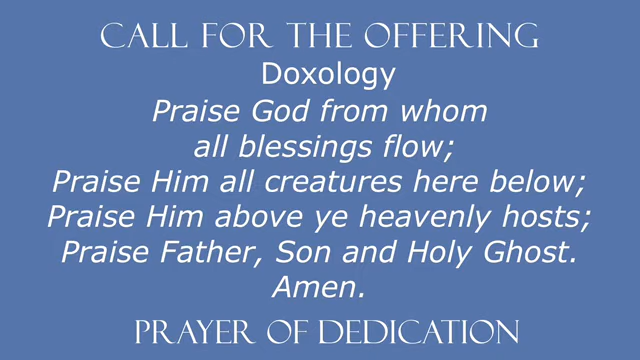 CALL FOR THE OFFERING
Doxology
Praise God from whom
all blessings flow;
Praise Him all creatures here below;
Praise Him above ye heavenly hosts;
Praise Father, Son and Holy Ghost.
Amen.
PRAYER OF DEDICATION